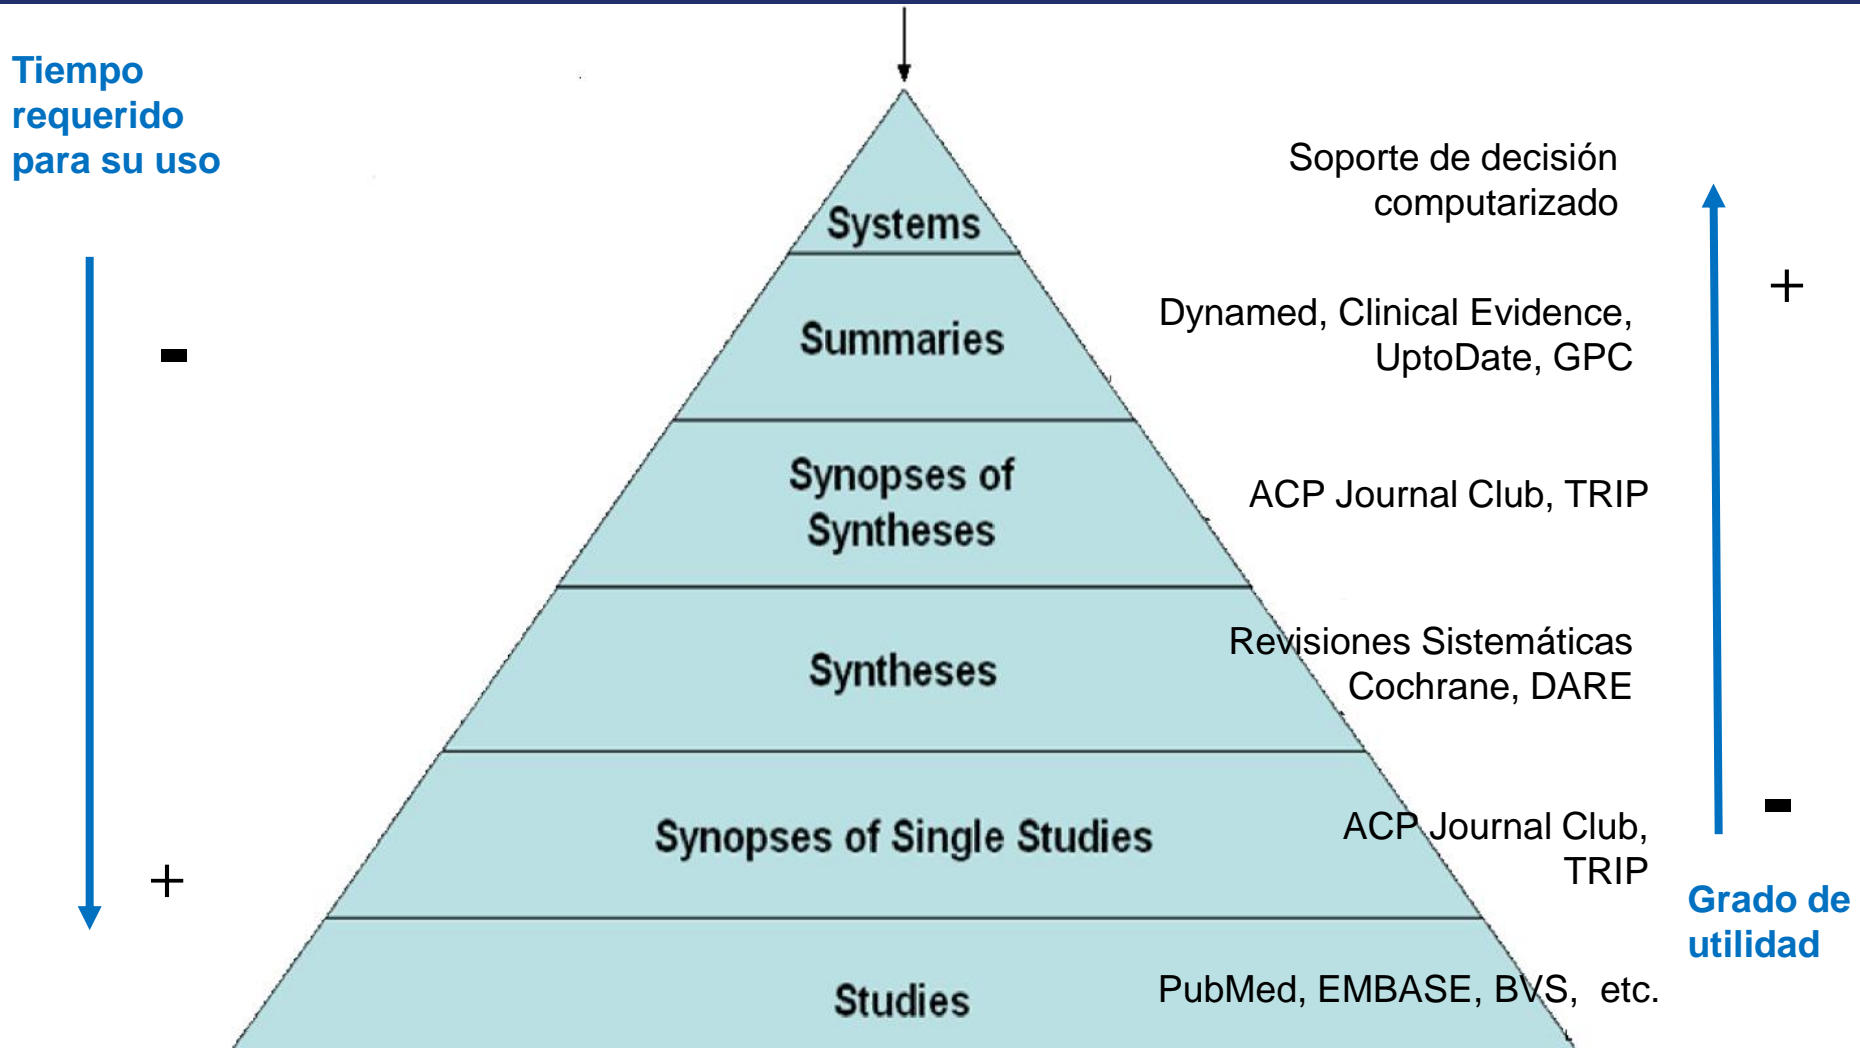 Tiempo
requerido
para su uso
-
+
Systems
Soporte de decisión
computarizado
Summaries
Dynamed, Clinical Evidence,
UptoDate, GPC
Synopses of
Syntheses
ACP Journal Club, TRIP
Syntheses
Revisiones Sistemáticas
Cochrane, DARE
Synopses of Single Studies
ACP Journal Club,
TRIP
Studies
PubMed, EMBASE, BVS, etc.
+
-
Grado de
utilidad